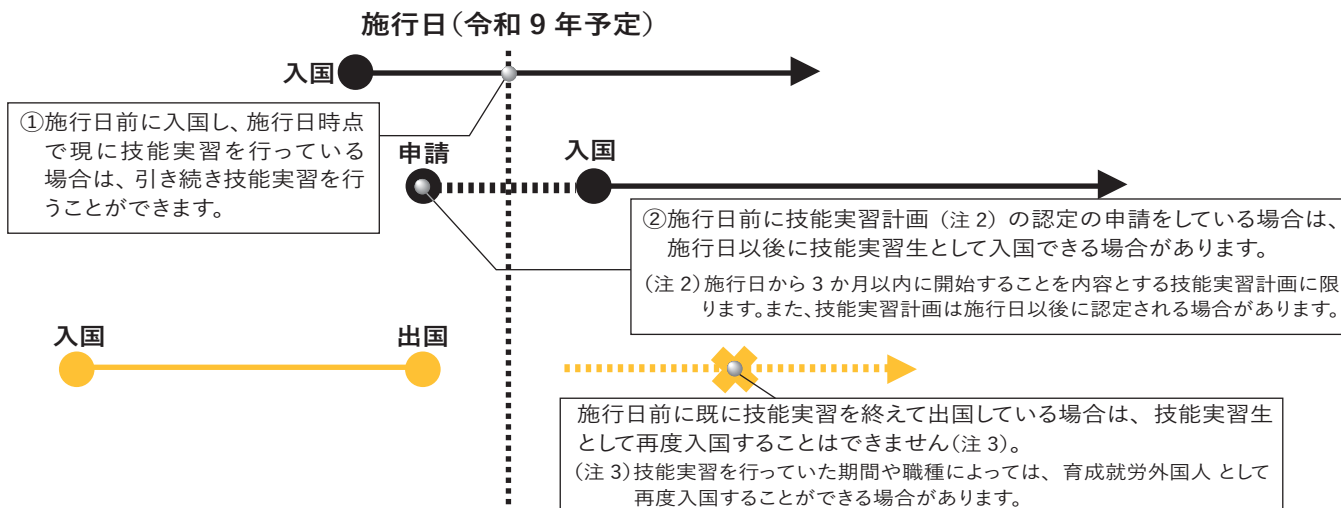 施行日（令和 9 年予定）
入国
①施行日前に入国し、施行日時点
で現に技能実習を行っている
場合は、引き続き技能実習を行
うことができます。
申請
入国
②施行日前に技能実習計画（注 2）の認定の申請をしている場合は、
施行日以後に技能実習生として入国できる場合があります。
（注 2）施行日から 3 か月以内に開始することを内容とする技能実習計画に限
ります。また、技能実習計画は施行日以後に認定される場合があります。
入国
出国
施行日前に既に技能実習を終えて出国している場合は、技能実習生
として再度入国することはできません（注 3）。
（注 3）技能実習を行っていた期間や職種によっては、育成就労外国人 として
再度入国することができる場合があります。